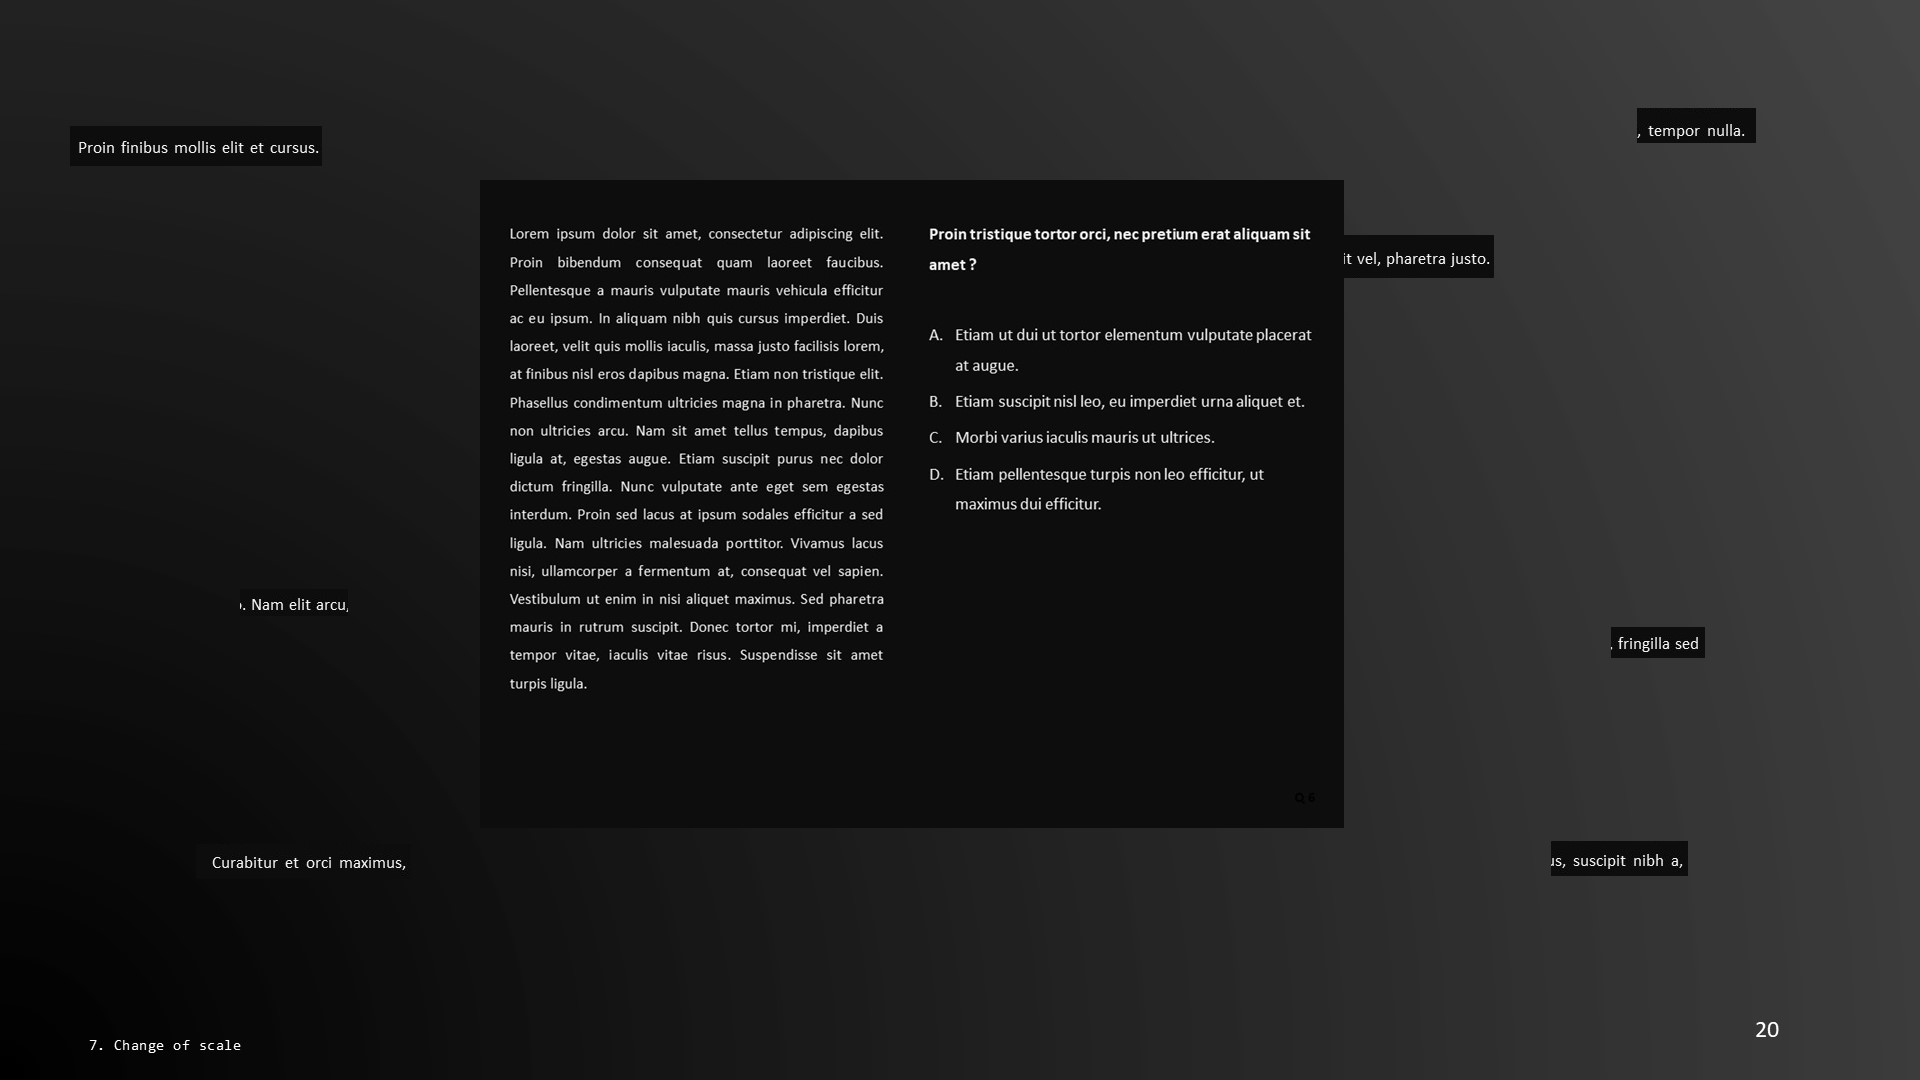 , tempor nulla.
Proin finibus mollis elit et cursus.
Lorem ipsum dolor sit amet, consectetur adipiscing elit.
Proin bibendum consequat quam laoreet faucibus.
Pellentesque a mauris vulputate mauris vehicula efficitur
ac eu ipsum. In aliquam nibh quis cursus imperdiet. Duis
laoreet, velit quis mollis iaculis, massa justo facilisis lorem,
at finibus nisl eros dapibus magna. Etiam non tristique elit.
Phasellus condimentum ultricies magna in pharetra. Nunc
non ultricies arcu. Nam sit amet tellus tempus, dapibus
ligula at, egestas augue. Etiam suscipit purus nec dolor
dictum fringilla. Nunc vulputate ante eget sem egestas
interdum. Proin sed lacus at ipsum sodales efficitur a sed
ligula. Nam ultricies malesuada porttitor. Vivamus lacus
nisi, ullamcorper a fermentum at, consequat vel sapien.
Vestibulum ut enim in nisi aliquet maximus. Sed pharetra
mauris in rutrum suscipit. Donec tortor mi, imperdiet a
tempor vitae, iaculis vitae risus. Suspendisse sit amet
turpis ligula.
Proin tristique tortor orci, nec pretium erat aliquam sit
amet ?
A. Etiam ut dui ut tortor elementum vulputate placerat
at augue.
B. Etiam suscipit nisl leo, eu imperdiet urna aliquet et.
C. Morbi varius iaculis mauris ut ultrices.
D. Etiam pellentesque turpis non leo efficitur, ut
maximus dui efficitur.
Q 6
it vel, pharetra justo.
. Nam elit arcu,
, fringilla sed
Curabitur et orci maximus,
us, suscipit nibh a,
7. Change of scale
20